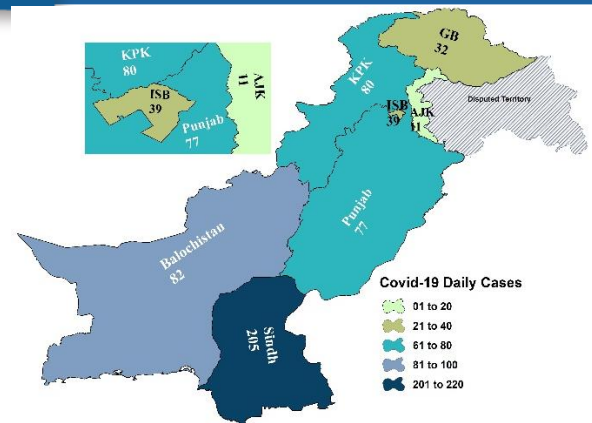 KPK
80
ISB
39
Punjab
77
AJK
11
GB
32
KPK
80
ISB
39
AJK
11
Disputed Territory
Punjab
77
Balochistan
82
Sindh
205
Covid-19 Daily Cases
01 to 20
21 to 40
61 to 80
81 to 100
201 to 220